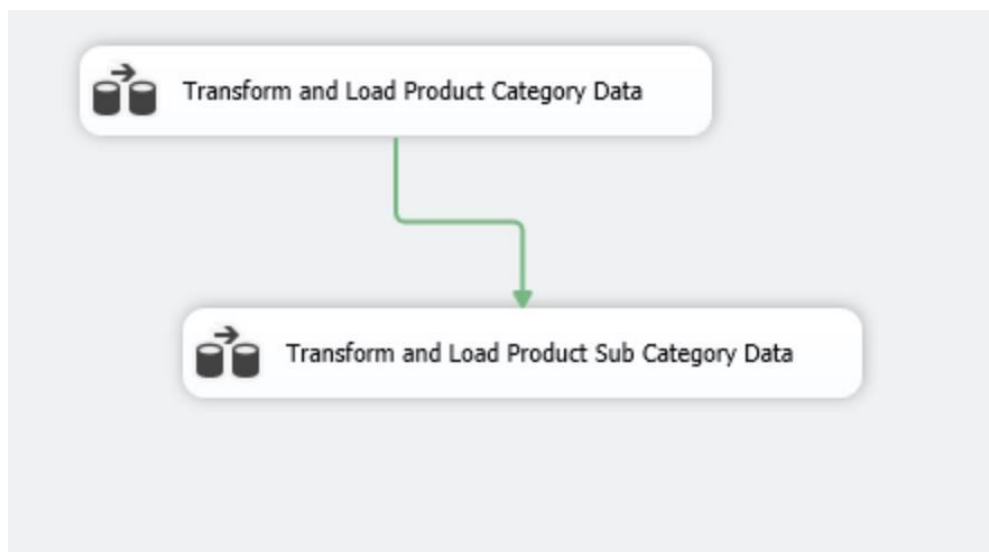 Transform and Load Product Category Data
Transform and Load Product Sub Category Data